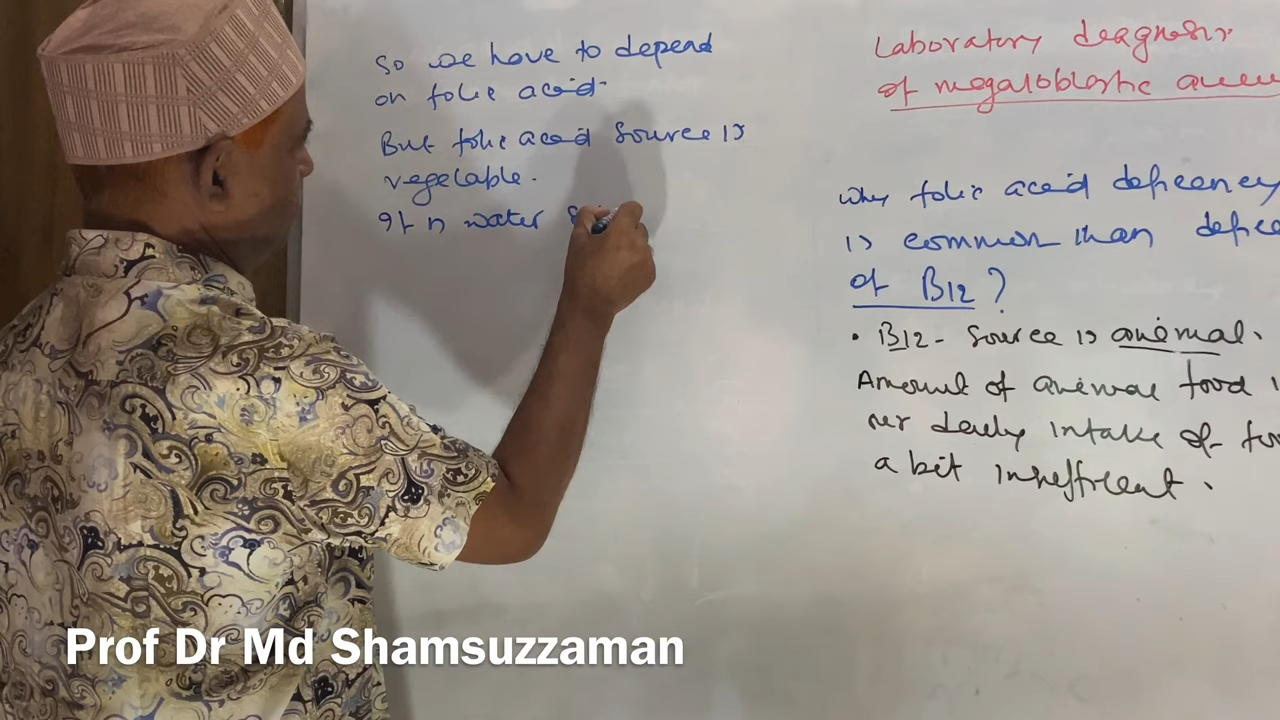 So we have to depend
on folic acid.
But folic acid source is
vegetable.
It is water
Laboratory diagnosis
of megaloblastic
Why folic acid deficiency
is common than
of B12?
• B12 - Source is animal.
Amount of animal food
our daily intake of
a bit insufficient.
Prof Dr Md Shamsuzzaman